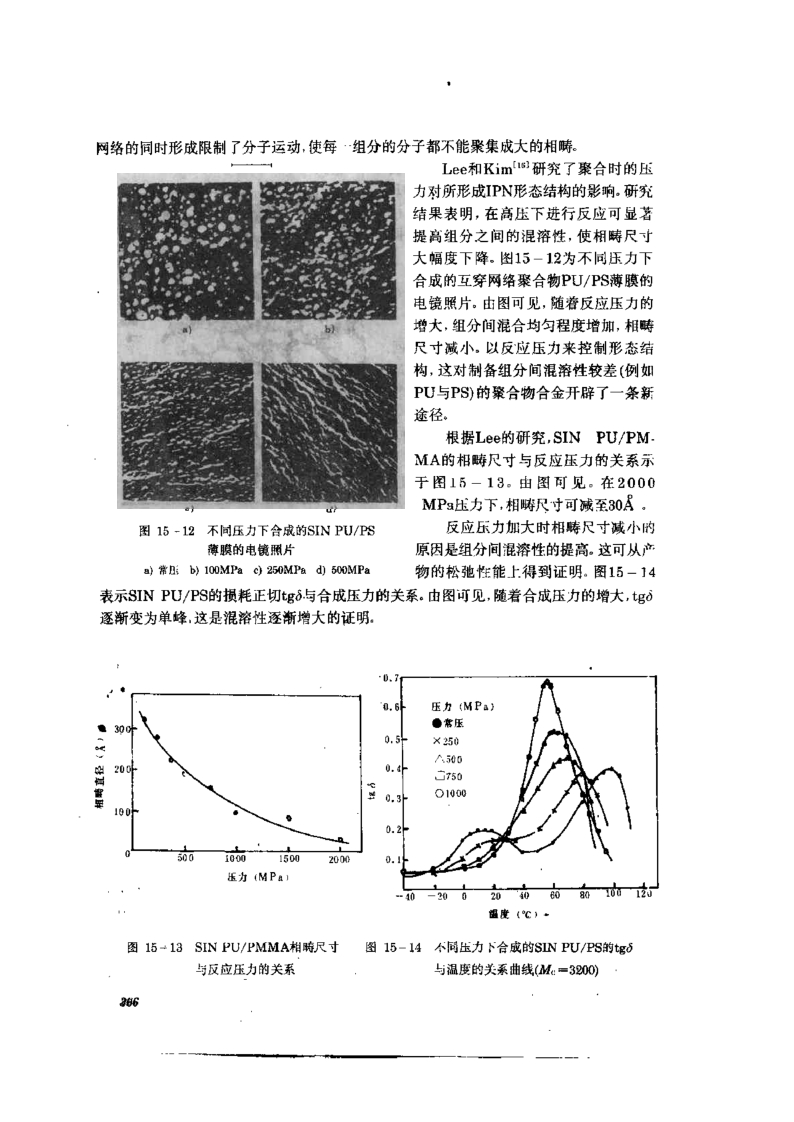 网络的同时形成限制了分子运动,使每一组分的分子都不能聚集成大的相畴。
Lee和Kim[15]研究了聚合时的压
力对所形成IPN形态结构的影响。研究
结果表明,在高压下进行反应可显著
提高组分之间的混溶性,使相畴尺寸
大幅度下降。图15-12为不同压力下
合成的互穿网络聚合物PU/PS薄膜的
电镜照片。由图可见,随着反应压力的
增大,组分间混合均匀程度增加,相畴
尺寸减小。以反应压力来控制形态结
构,这对制备组分间混溶性较差(例如
PU与PS)的聚合物合金开辟了一条新
途径。
根据Lee的研究,SIN PU/PM-
MA的相畴尺寸与反应压力的关系示
于图15-13。由图可见。在2000
MPa压力下,相畴尺寸可减至30Å。
反应压力加大时相畴尺寸减小的
原因是组分间混溶性的提高。这可从产
物的松弛性能上得到证明。图15-14
a)
b)
c)
d)
图 15-12 不同压力下合成的SIN PU/PS
薄膜的电镜照片
a) 常压 b) 100MPa c) 250MPa d) 500MPa
表示SIN PU/PS的损耗正切tgδ与合成压力的关系。由图可见,随着合成压力的增大,tgδ
逐渐变为单峰,这是混溶性逐渐增大的证明。
相畴直径(Å)
300
200
100
0
500
1000
1500
2000
压力(MPa)
图 15-13 SIN PU/PMMA相畴尺寸
与反应压力的关系
tgδ
0.7
0.6
0.5
0.4
0.3
0.2
0.1
压力(MPa)
●常压
×250
△500
□750
○1000
-40
-20
0
20
40
60
80
100
120
温度(℃)
图 15-14 不同压力下合成的SIN PU/PS的tgδ
与温度的关系曲线(Mc=3200)
366